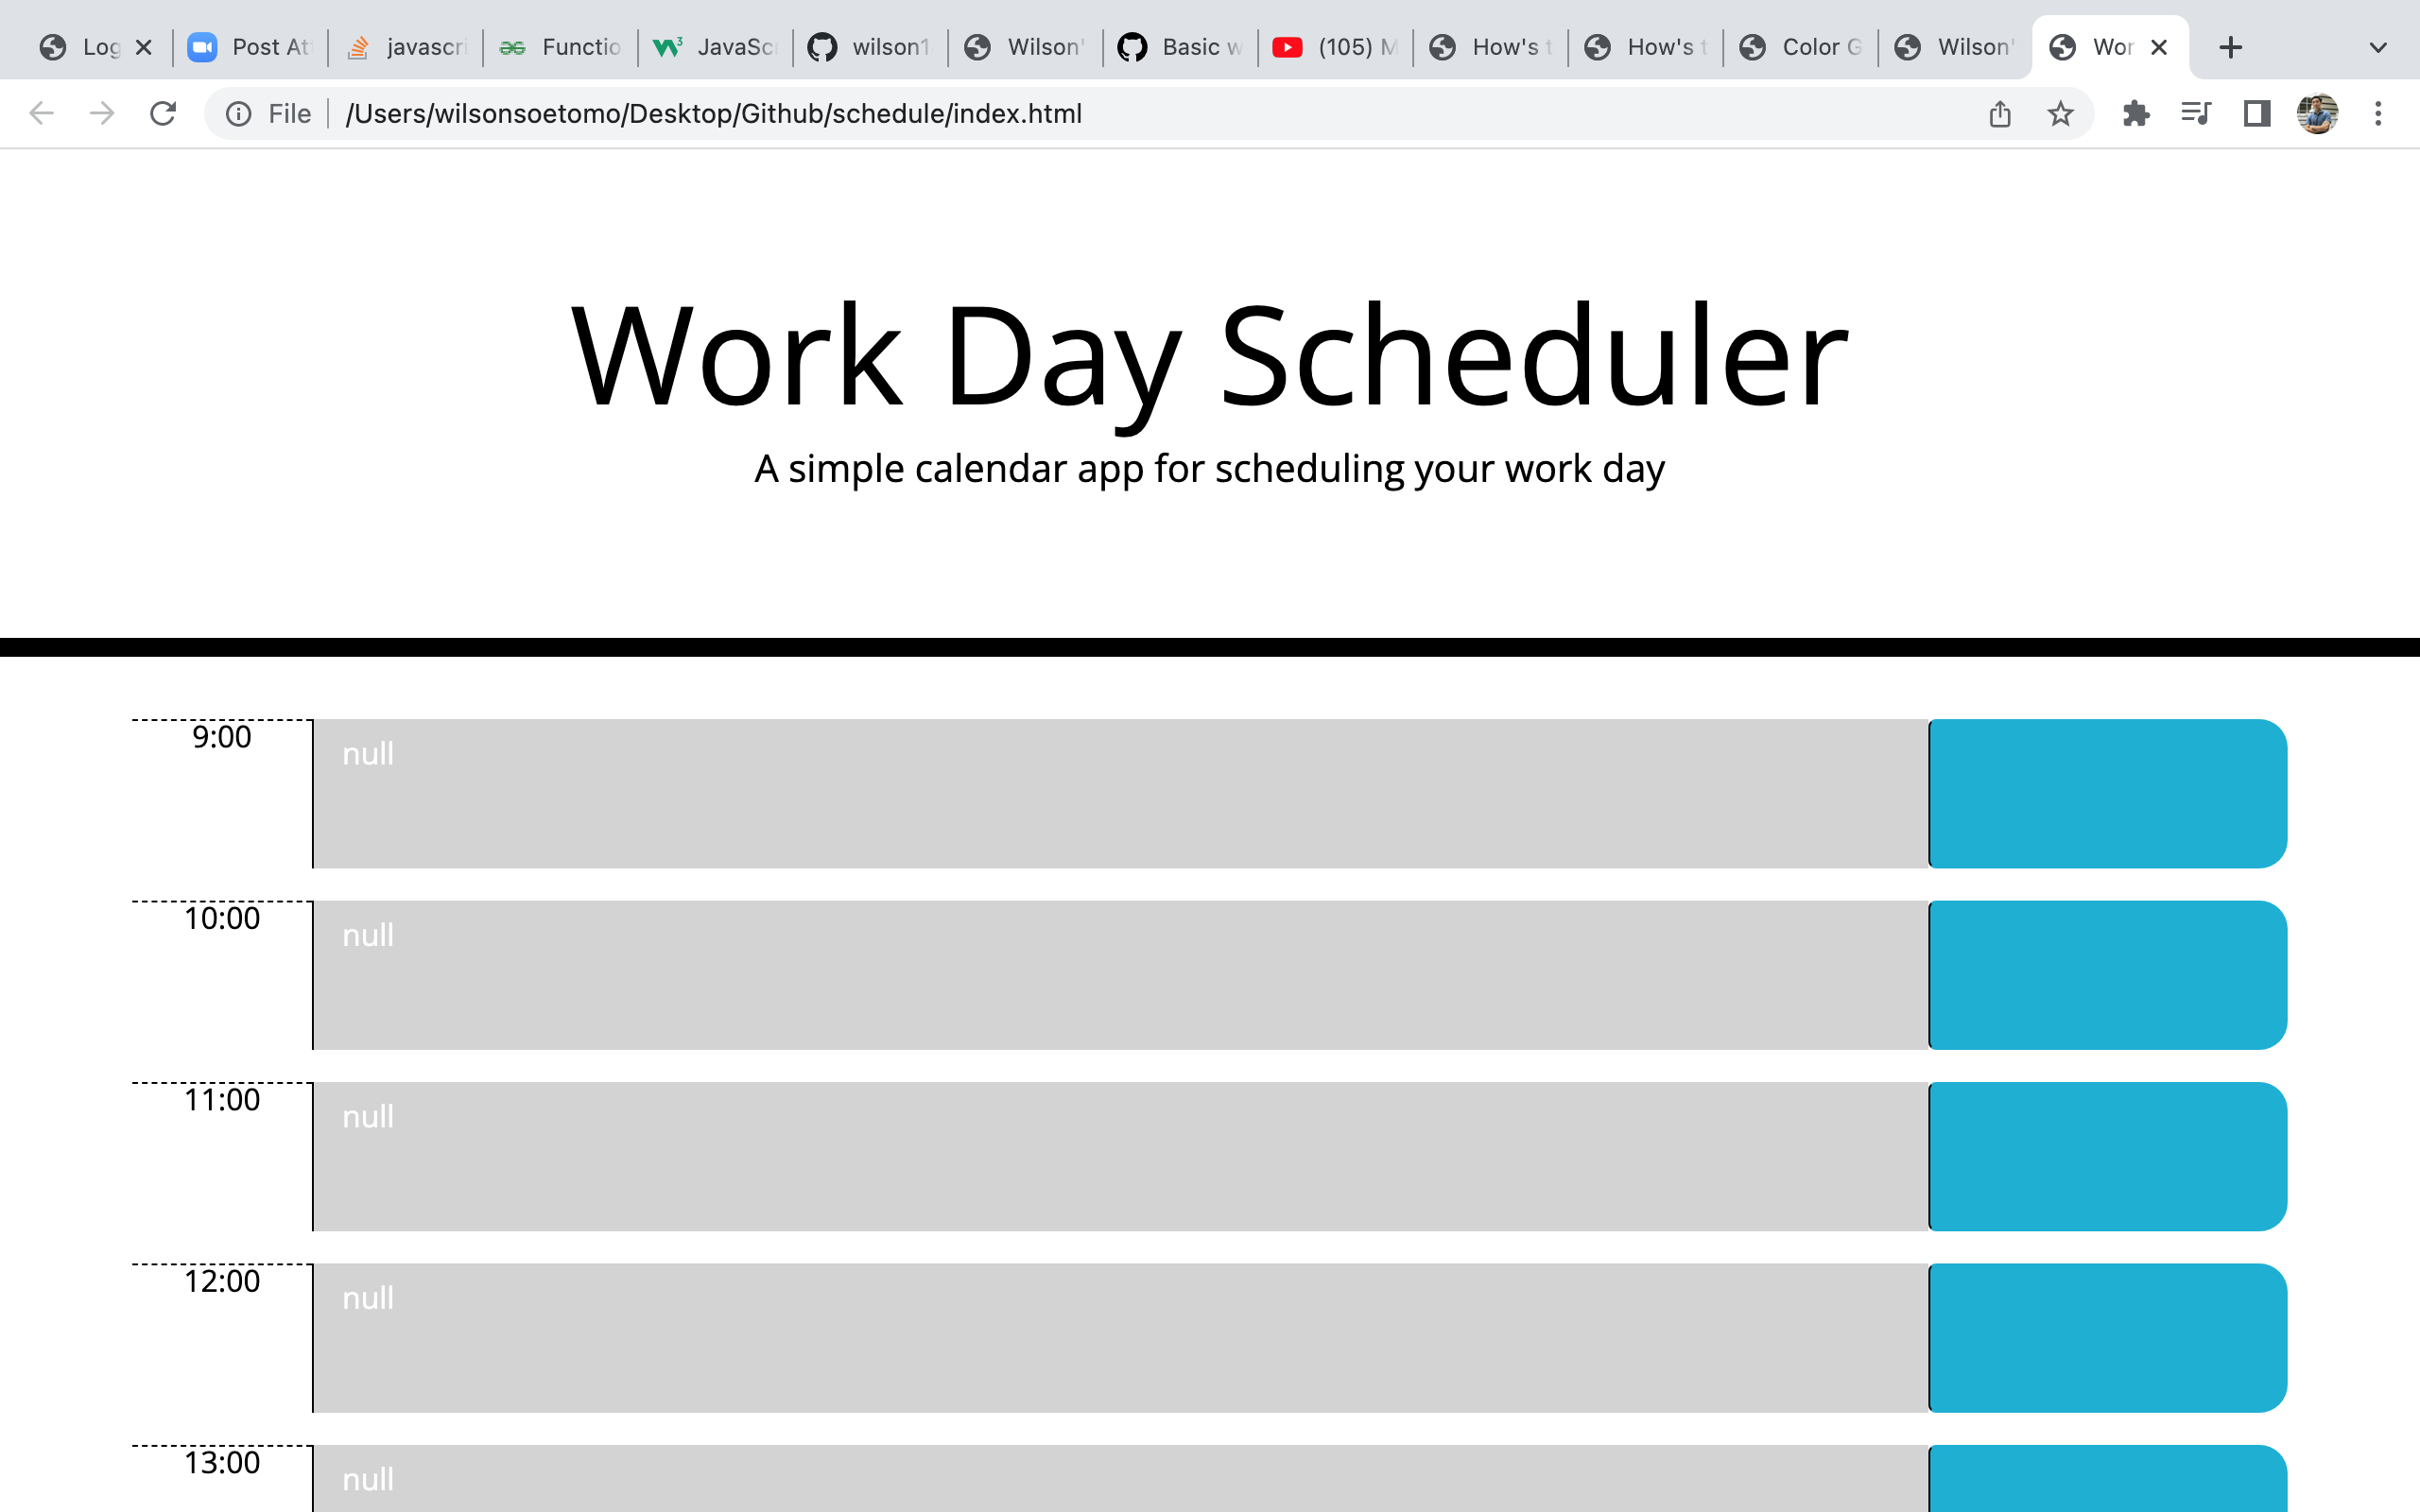 Log
Post At
javascri
Functio
JavaSc
wilson1
Wilson'
Basic w
(105) M
How's t
How's t
Color G
Wilson'
Wor
File
/Users/wilsonsoetomo/Desktop/Github/schedule/index.html
Work Day Scheduler
A simple calendar app for scheduling your work day
9:00
null
10:00
null
11:00
null
12:00
null
13:00
null